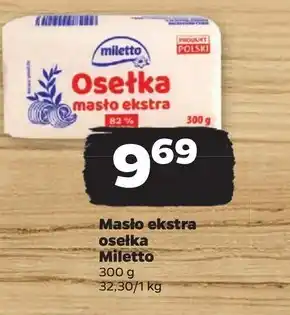 miletto
PRODUKT
POLSKI
Osełka
masło ekstra
82 %
300 g
9 69
Masło ekstra
osełka
Miletto
300 g
32,30/1 kg